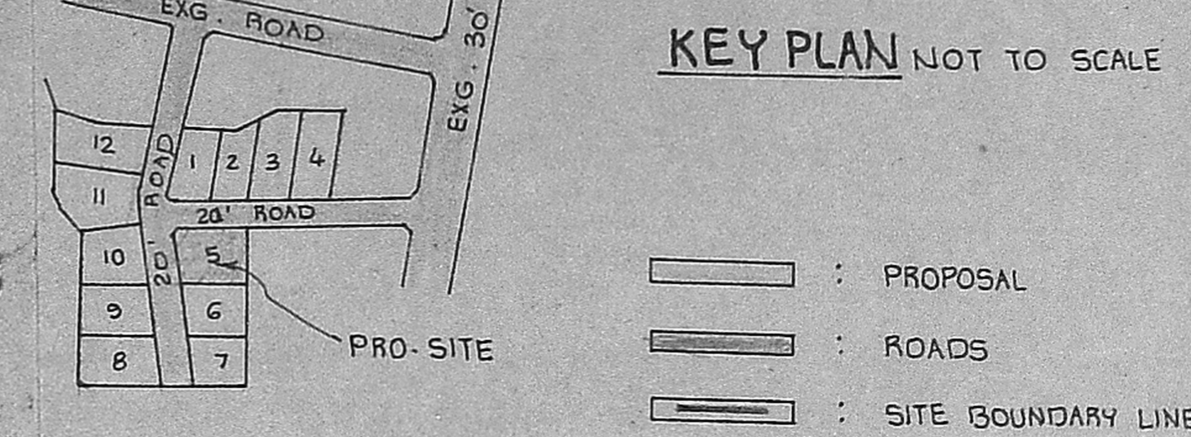 EXG. ROAD
EXG. 30'
KEY PLAN NOT TO SCALE
12
11
ROAD
1
2
3
4
20' ROAD
10
20'
5
9
6
8
7
PRO-SITE
: PROPOSAL
: ROADS
: SITE BOUNDARY LINE